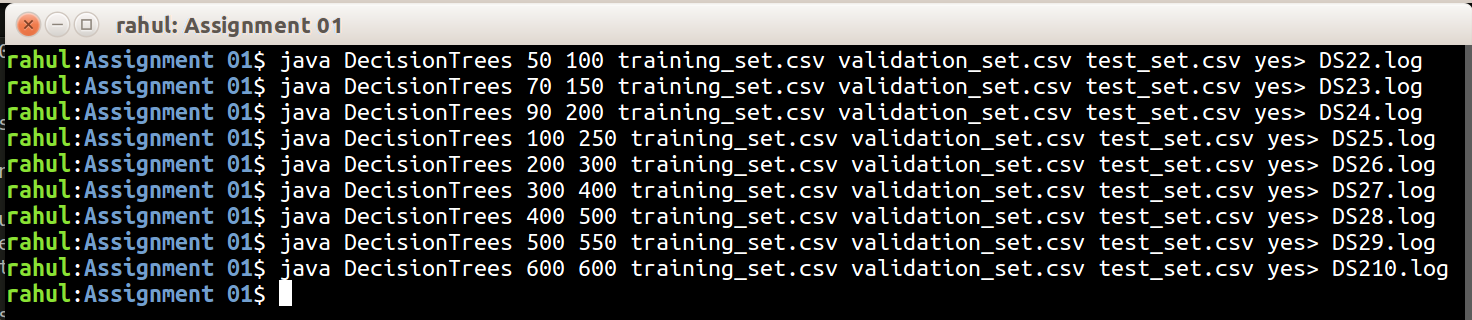 rahul: Assignment 01
rahul:Assignment 01$ java DecisionTrees 50 100 training_set.csv validation_set.csv test_set.csv yes> DS22.log
rahul:Assignment 01$ java DecisionTrees 70 150 training_set.csv validation_set.csv test_set.csv yes> DS23.log
rahul:Assignment 01$ java DecisionTrees 90 200 training_set.csv validation_set.csv test_set.csv yes> DS24.log
rahul:Assignment 01$ java DecisionTrees 100 250 training_set.csv validation_set.csv test_set.csv yes> DS25.log
rahul:Assignment 01$ java DecisionTrees 200 300 training_set.csv validation_set.csv test_set.csv yes> DS26.log
rahul:Assignment 01$ java DecisionTrees 300 400 training_set.csv validation_set.csv test_set.csv yes> DS27.log
rahul:Assignment 01$ java DecisionTrees 400 500 training_set.csv validation_set.csv test_set.csv yes> DS28.log
rahul:Assignment 01$ java DecisionTrees 500 550 training_set.csv validation_set.csv test_set.csv yes> DS29.log
rahul:Assignment 01$ java DecisionTrees 600 600 training_set.csv validation_set.csv test_set.csv yes> DS210.log
rahul:Assignment 01$